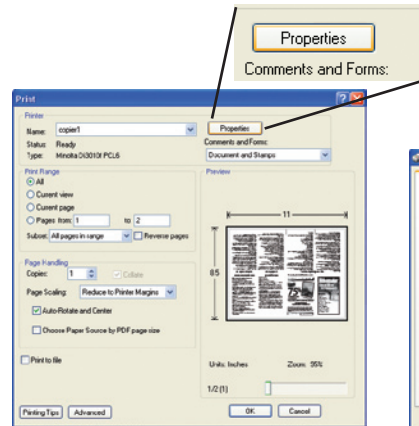 Properties
Comments and Forms:
Print
Printer
Name: copier1 Properties
Status: Ready Comments and Forms:
Type: Minolta Di3010f PCL6 Document and Stamps
Print Range Preview
All
Current view
Current page
Pages from: 1 to 2
Subset: All pages in range Reverse pages
11
8.5
Page Handling
Copies: 1 Collate
Page Scaling: Reduce to Printer Margins
Auto-Rotate and Center
Choose Paper Source by PDF page size
Print to file
Units: Inches Zoom: 95%
1/2 (1)
Printing Tips Advanced OK Cancel